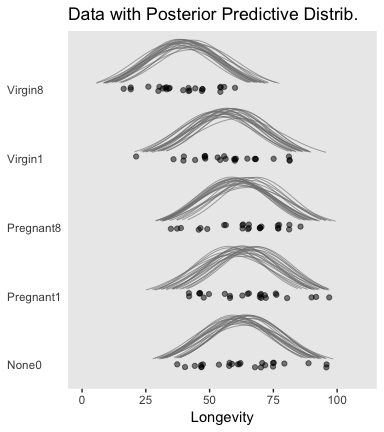 Data with Posterior Predictive Distrib.
Virgin8
Virgin1
Pregnant8
Pregnant1
None0
0 25 50 75 100
Longevity